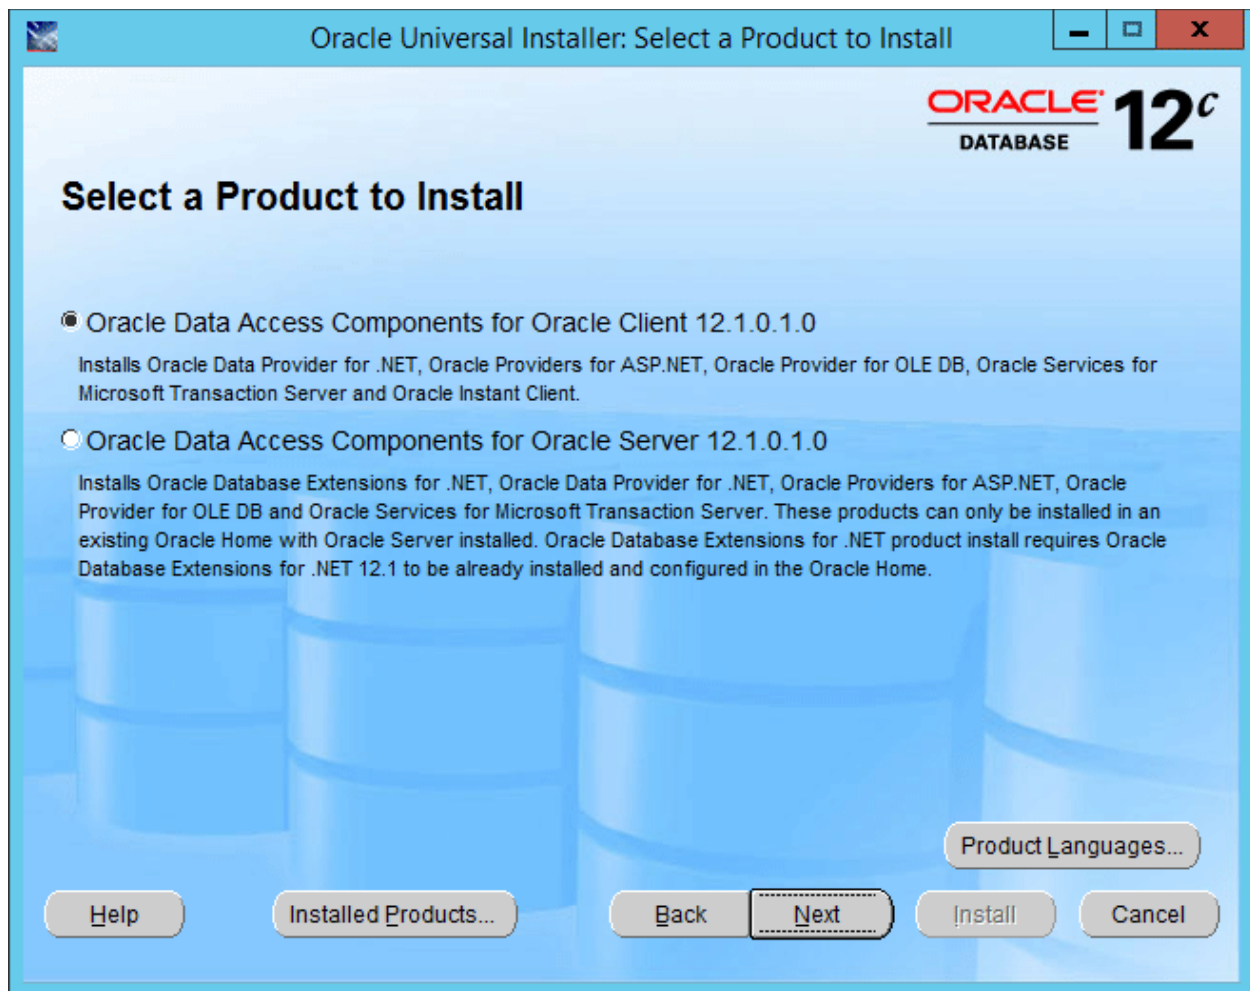 Oracle Universal Installer: Select a Product to Install
ORACLE 12c
DATABASE
Select a Product to Install
Oracle Data Access Components for Oracle Client 12.1.0.1.0
Installs Oracle Data Provider for .NET, Oracle Providers for ASP.NET, Oracle Provider for OLE DB, Oracle Services for
Microsoft Transaction Server and Oracle Instant Client.
Oracle Data Access Components for Oracle Server 12.1.0.1.0
Installs Oracle Database Extensions for .NET, Oracle Data Provider for .NET, Oracle Providers for ASP.NET, Oracle
Provider for OLE DB and Oracle Services for Microsoft Transaction Server. These products can only be installed in an
existing Oracle Home with Oracle Server installed. Oracle Database Extensions for .NET product install requires Oracle
Database Extensions for .NET 12.1 to be already installed and configured in the Oracle Home.
Product Languages...
Help Installed Products... Back Next Install Cancel